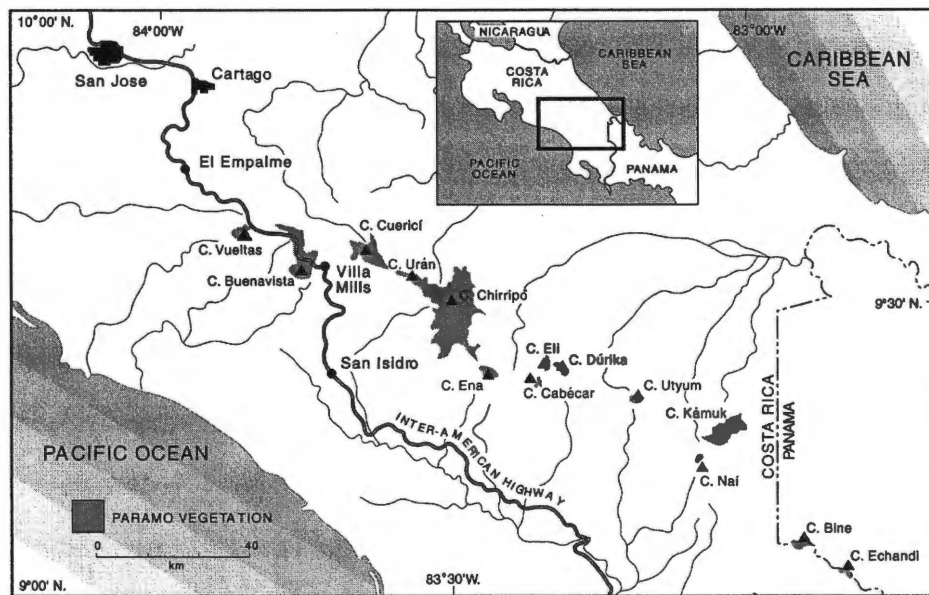 10°00' N.
84°00'W
83°00'W
San Jose
Cartago
El Empalme
NICARAGUA
CARIBBEAN
SEA
COSTA
RICA
PACIFIC
OCEAN
PANAMA
CARIBBEAN
SEA
C. Vueltas
C. Buenavista
Villa
Mills
C. Cuericí
C. Urán
C. Chirripó
9°30' N.
San Isidro
C. Ena
C. Eli
C. Dúrika
C. Cabécar
C. Utyum
C. Kámuk
C. Naí
INTER-AMERICAN HIGHWAY
COSTA RICA
PANAMA
PACIFIC OCEAN
PARAMO VEGETATION
0 40
km
C. Bine
C. Echandi
9°00' N.
83°30'W.